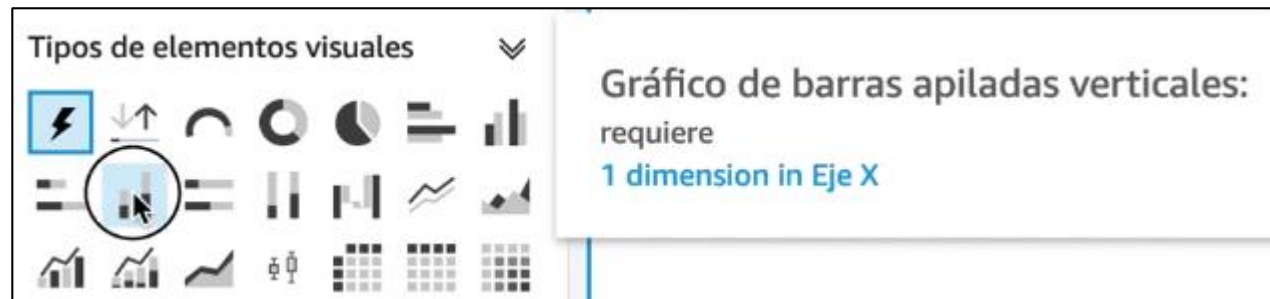 Tipos de elementos visuales
Gráfico de barras apiladas verticales:
requiere
1 dimension in Eje X